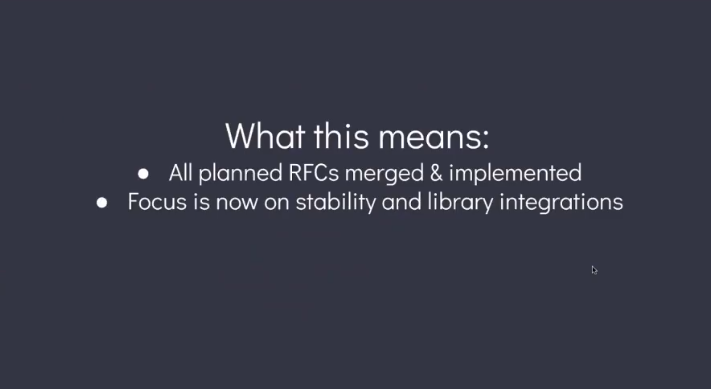 What this means:
● All planned RFCs merged & implemented
● Focus is now on stability and library integrations